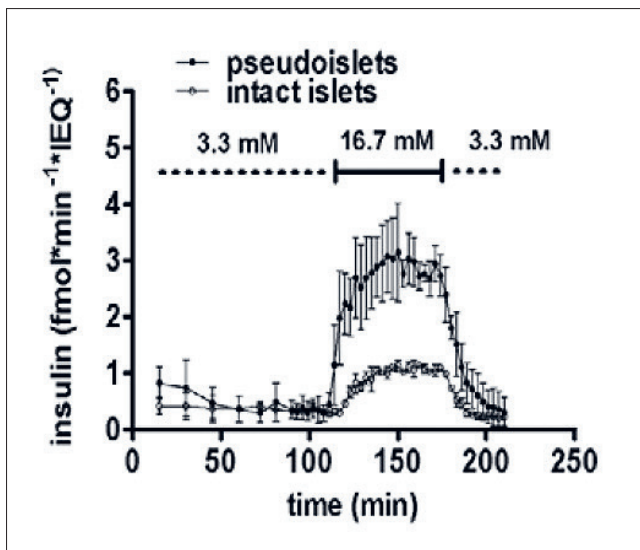 pseudoislets
intact islets
6
3.3 mM 16.7 mM 3.3 mM
5
4
3
2
1
0
insulin (fmol*min⁻¹*IEQ⁻¹)
0 50 100 150 200 250
time (min)